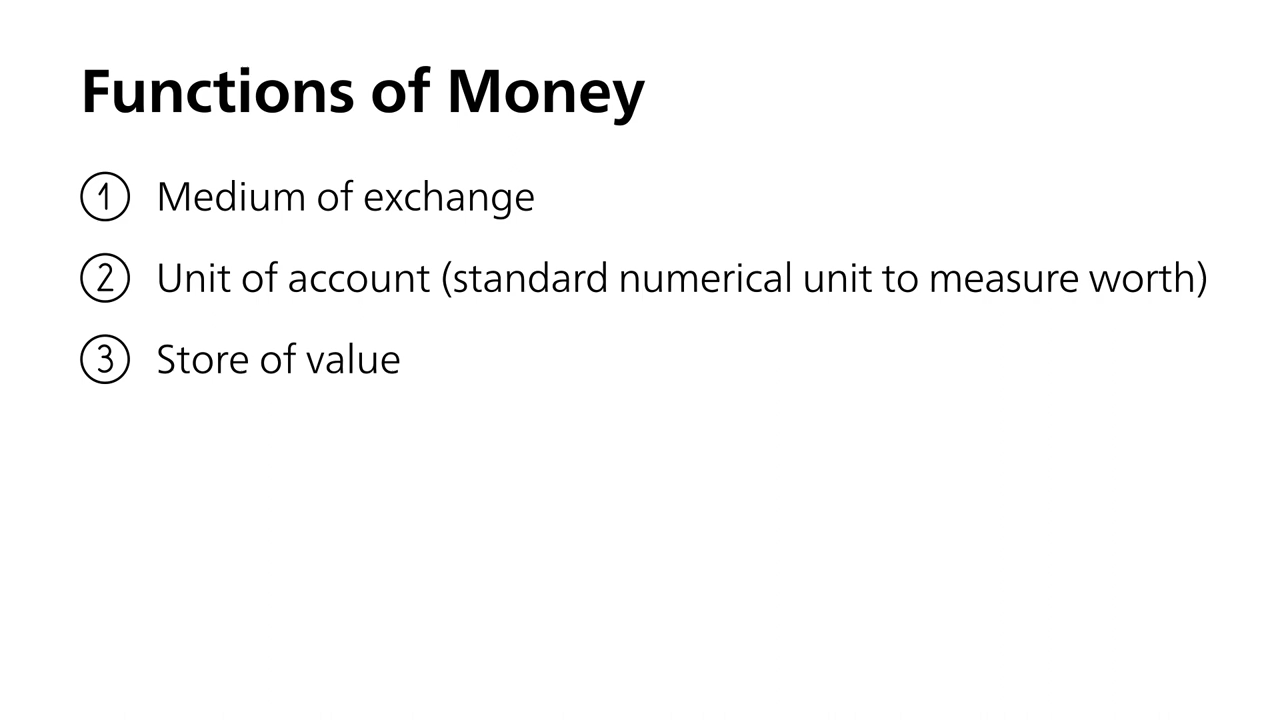 Functions of Money
① Medium of exchange
② Unit of account (standard numerical unit to measure worth)
③ Store of value